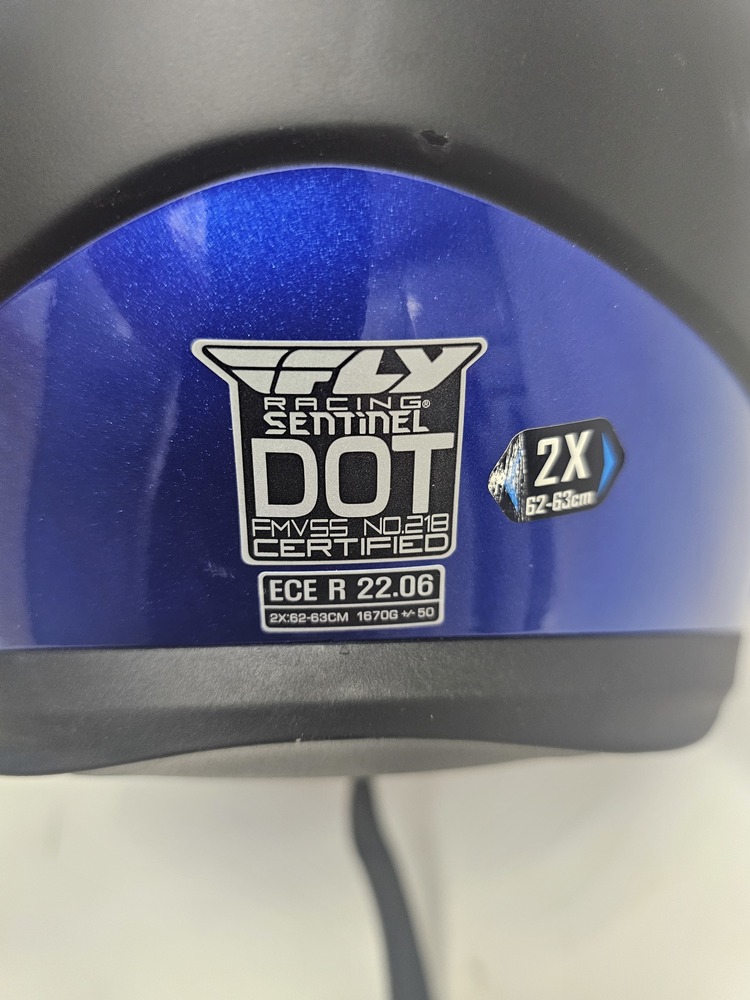 FLY
RACING®
SENTINEL
DOT
FMVSS NO.218
CERTIFIED
ECE R 22.06
2X:62-63CM 1670G +/- 50
2X
62-63cm